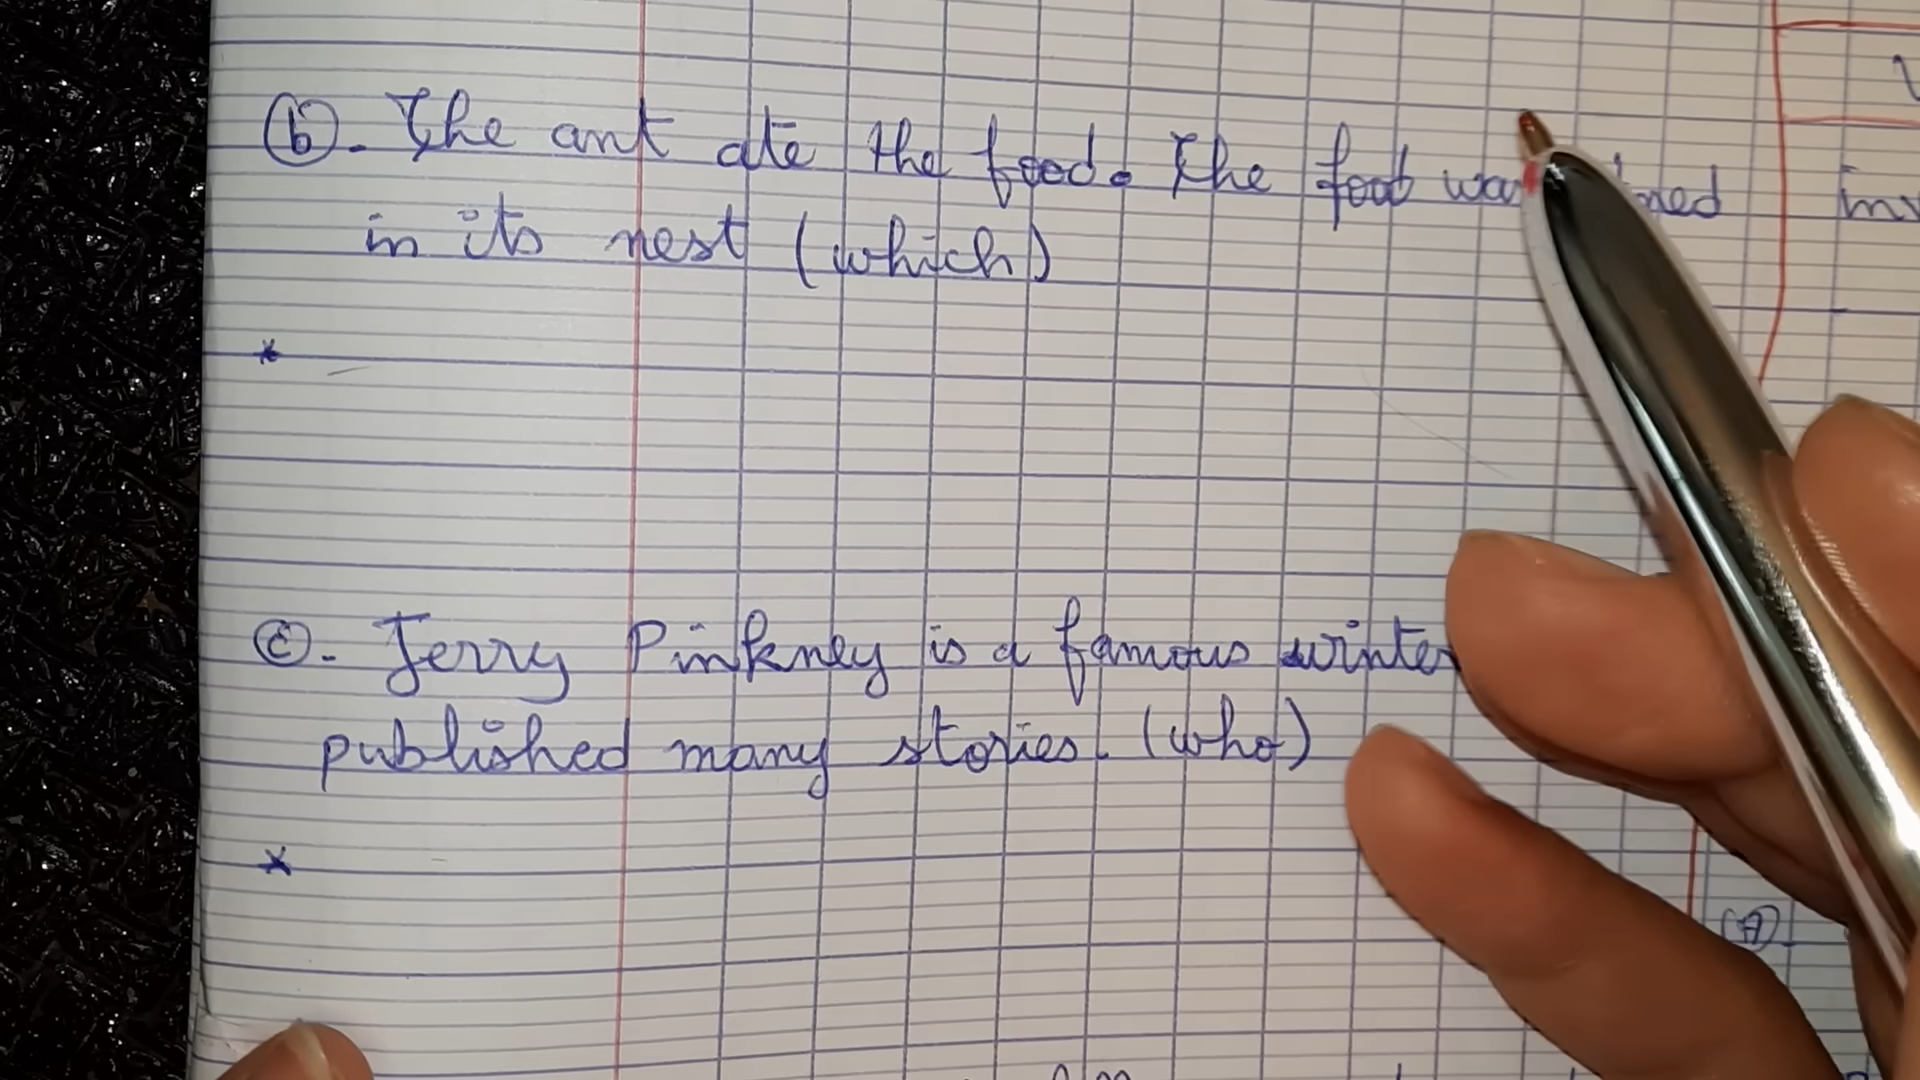 b. The ant ate the food. The food was
in its nest (which)
c. Jerry Pinkney is a famous
published many stories. (who)